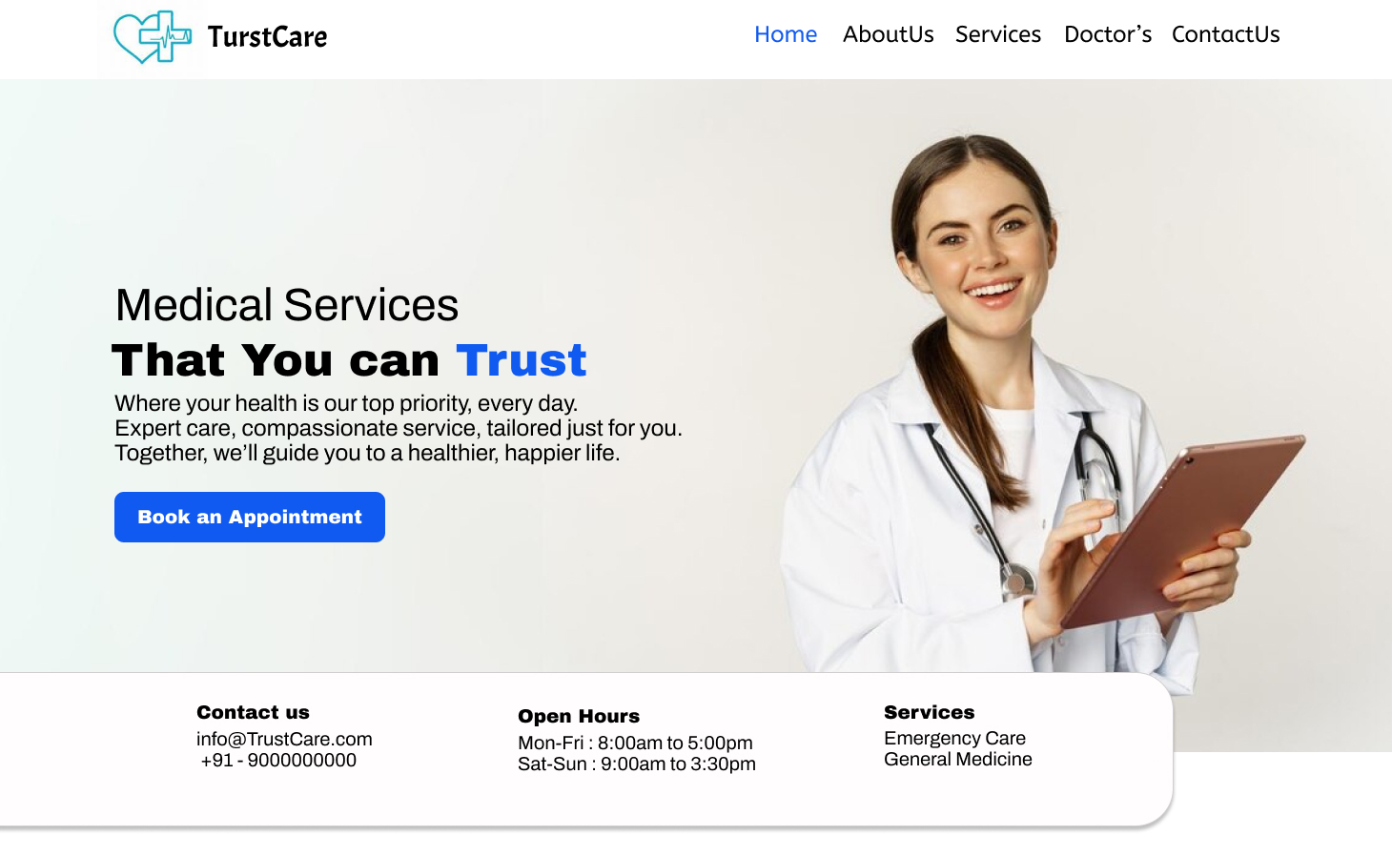 TurstCare
Home AboutUs Services Doctor’s ContactUs
Medical Services
That You can Trust
Where your health is our top priority, every day.
Expert care, compassionate service, tailored just for you.
Together, we’ll guide you to a healthier, happier life.
Book an Appointment
Contact us
info@TrustCare.com
+91 - 9000000000
Open Hours
Mon-Fri : 8:00am to 5:00pm
Sat-Sun : 9:00am to 3:30pm
Services
Emergency Care
General Medicine